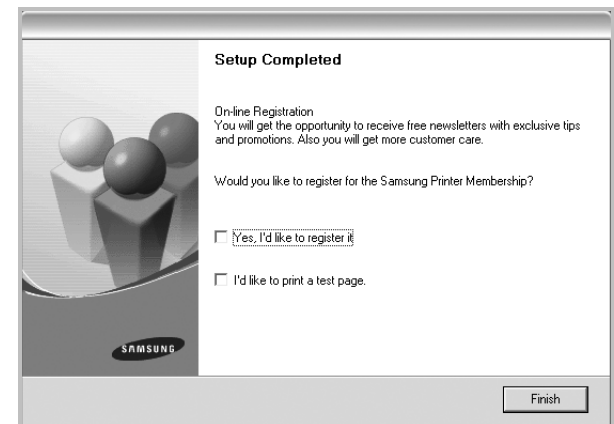 Setup Completed
On-line Registration
You will get the opportunity to receive free newsletters with exclusive tips
and promotions. Also you will get more customer care.
Would you like to register for the Samsung Printer Membership?
Yes, I'd like to register it
I'd like to print a test page.
SAMSUNG
Finish